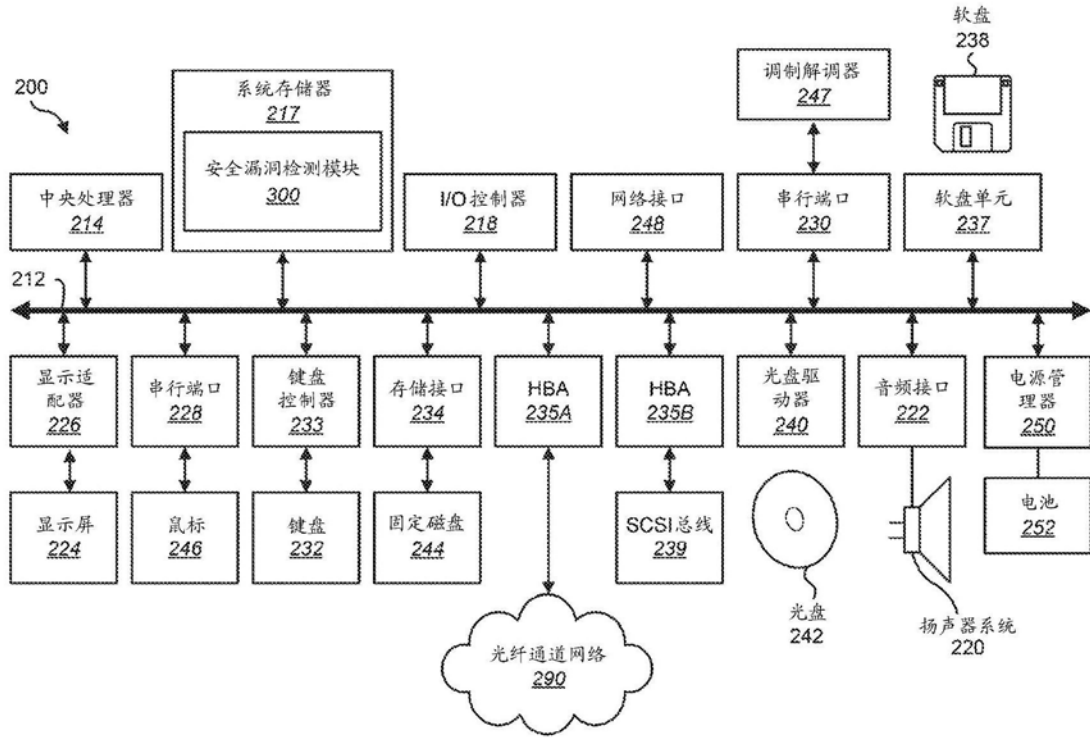 软盘
238
200
系统存储器
217
安全漏洞检测模块
300
调制解调器
247
中央处理器
214
I/O控制器
218
网络接口
248
串行端口
230
软盘单元
237
212
显示适
配器
226
串行端口
228
键盘
控制器
233
存储接口
234
HBA
235A
HBA
235B
光盘驱
动器
240
音频接口
222
电源管
理器
250
显示屏
224
鼠标
246
键盘
232
固定磁盘
244
SCSI总线
239
电池
252
光盘
242
扬声器系统
220
光纤通道网络
290